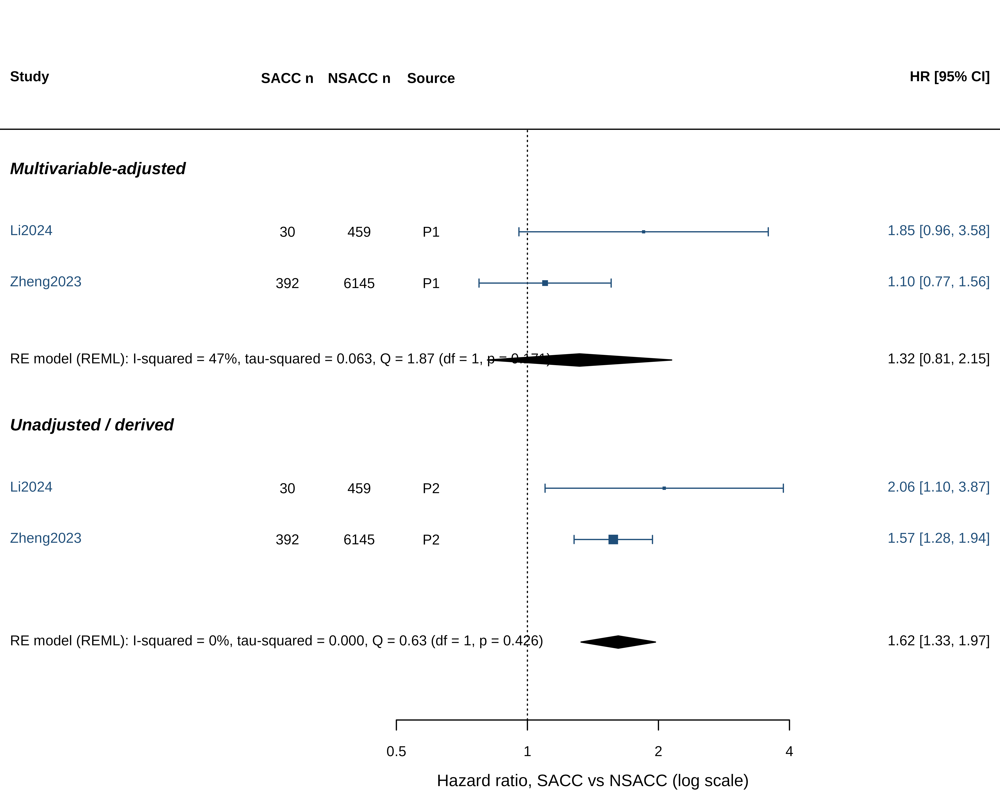 Study SACC n NSACC n Source HR [95% CI]
Multivariable-adjusted
Li2024 30 459 P1 1.85 [0.96, 3.58]
Zheng2023 392 6145 P1 1.10 [0.77, 1.56]
RE model (REML): I-squared = 47%, tau-squared = 0.063, Q = 1.87 (df = 1, p = 0.171) 1.32 [0.81, 2.15]
Unadjusted / derived
Li2024 30 459 P2 2.06 [1.10, 3.87]
Zheng2023 392 6145 P2 1.57 [1.28, 1.94]
RE model (REML): I-squared = 0%, tau-squared = 0.000, Q = 0.63 (df = 1, p = 0.426) 1.62 [1.33, 1.97]
0.5 1 2 4
Hazard ratio, SACC vs NSACC (log scale)